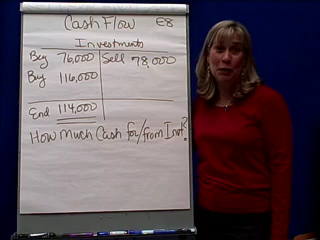 Cash Flow E8
Investments
Buy 76,000 Sell 78,000
Buy 116,000
End 114,000
How Much Cash for/from Inv?